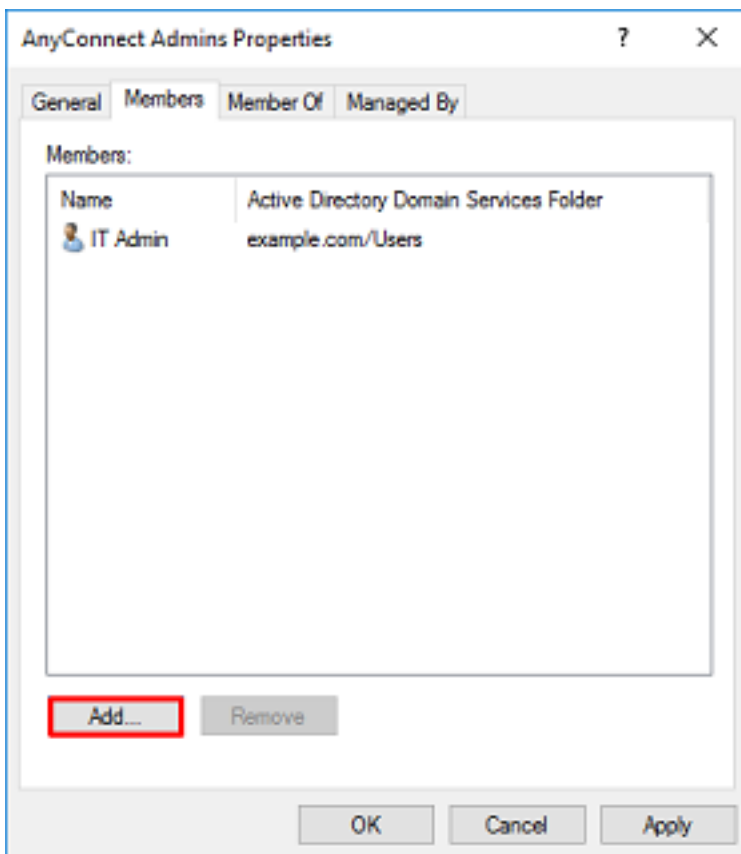 AnyConnect Admins Properties ? ×
General Members Member Of Managed By
Members:
Name Active Directory Domain Services Folder
IT Admin example.com/Users
Add... Remove
OK Cancel Apply